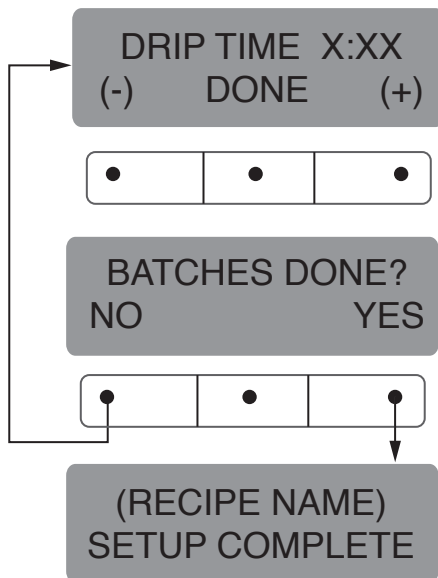 DRIP TIME X:XX
(-) DONE (+)
BATCHES DONE?
NO YES
(RECIPE NAME)
SETUP COMPLETE